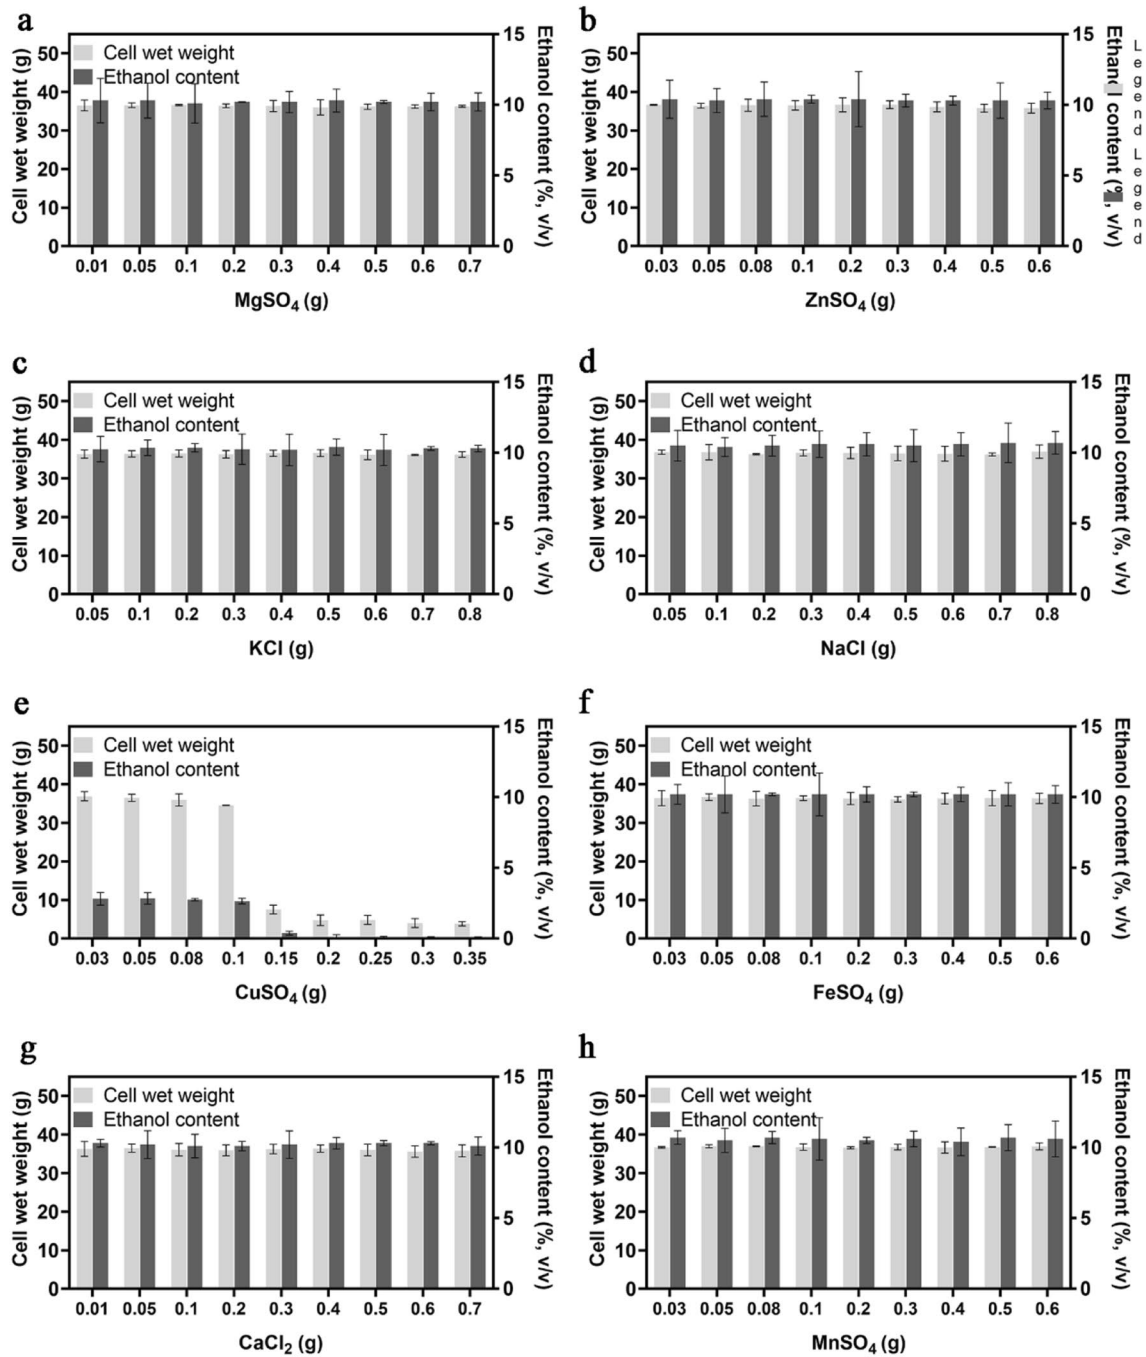 a
Cell wet weight
Ethanol content
Cell wet weight (g)
50
40
30
20
10
0
15
10
5
0
Ethanol content (%, v/v)
0.01 0.05 0.1 0.2 0.3 0.4 0.5 0.6 0.7
MgSO4 (g)
b
Cell wet weight (g)
50
40
30
20
10
0
15
10
5
0
Ethanol content (%, v/v)
Legend
Legend
0.03 0.05 0.08 0.1 0.2 0.3 0.4 0.5 0.6
ZnSO4 (g)
c
Cell wet weight
Ethanol content
Cell wet weight (g)
50
40
30
20
10
0
15
10
5
0
Ethanol content (%, v/v)
0.05 0.1 0.2 0.3 0.4 0.5 0.6 0.7 0.8
KCl (g)
d
Cell wet weight
Ethanol content
Cell wet weight (g)
50
40
30
20
10
0
15
10
5
0
Ethanol content (%, v/v)
0.05 0.1 0.2 0.3 0.4 0.5 0.6 0.7 0.8
NaCl (g)
e
Cell wet weight
Ethanol content
Cell wet weight (g)
50
40
30
20
10
0
15
10
5
0
Ethanol content (%, v/v)
0.03 0.05 0.08 0.1 0.15 0.2 0.25 0.3 0.35
CuSO4 (g)
f
Cell wet weight
Ethanol content
Cell wet weight (g)
50
40
30
20
10
0
15
10
5
0
Ethanol content (%, v/v)
0.03 0.05 0.08 0.1 0.2 0.3 0.4 0.5 0.6
FeSO4 (g)
g
Cell wet weight
Ethanol content
Cell wet weight (g)
50
40
30
20
10
0
15
10
5
0
Ethanol content (%, v/v)
0.01 0.05 0.1 0.2 0.3 0.4 0.5 0.6 0.7
CaCl2 (g)
h
Cell wet weight
Ethanol content
Cell wet weight (g)
50
40
30
20
10
0
15
10
5
0
Ethanol content (%, v/v)
0.03 0.05 0.08 0.1 0.2 0.3 0.4 0.5 0.6
MnSO4 (g)